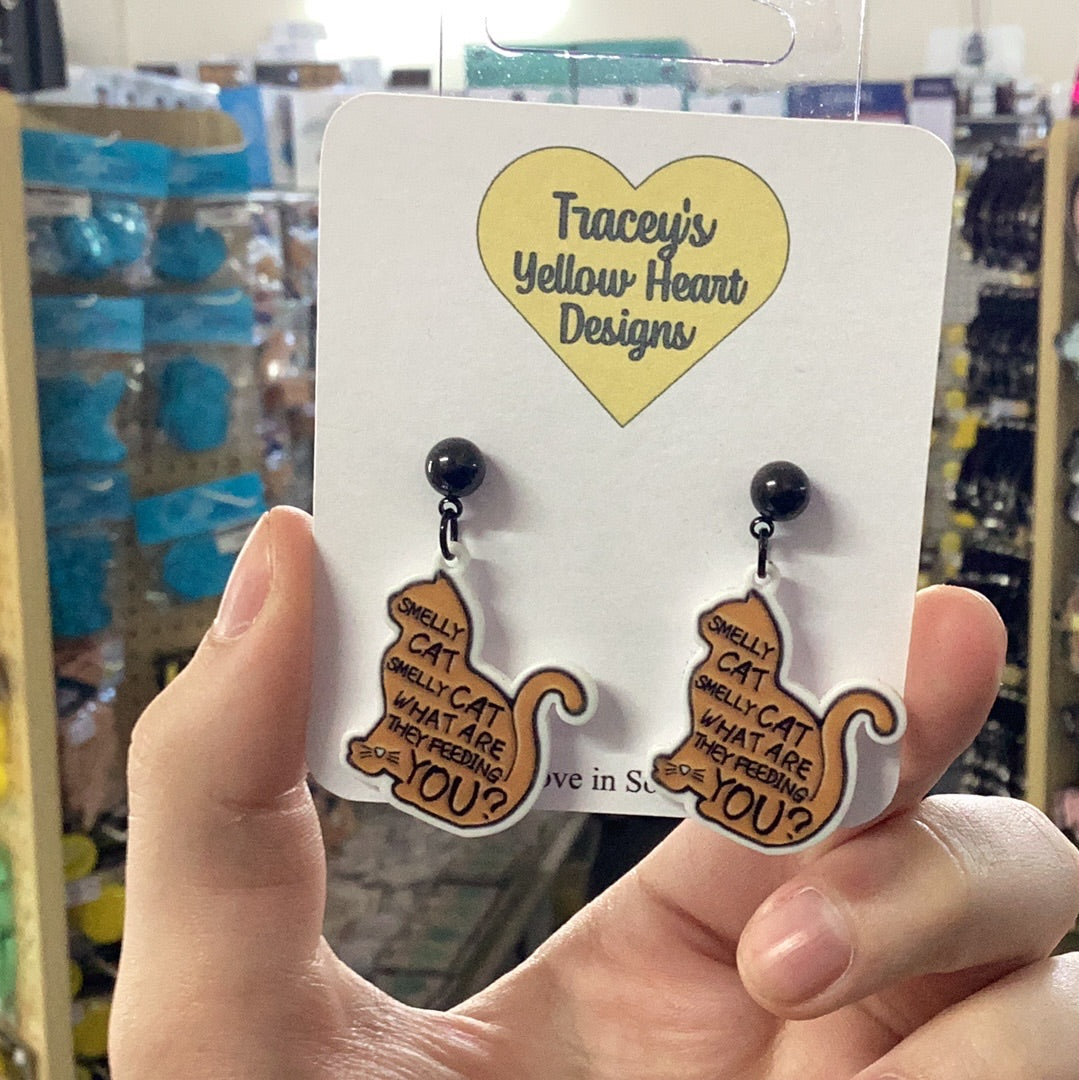 Tracey's
Yellow Heart
Designs
SMELLY
CAT
SMELLY CAT
WHAT ARE
THEY FEEDING
YOU?
SMELLY
CAT
SMELLY CAT
WHAT ARE
THEY FEEDING
YOU?
in